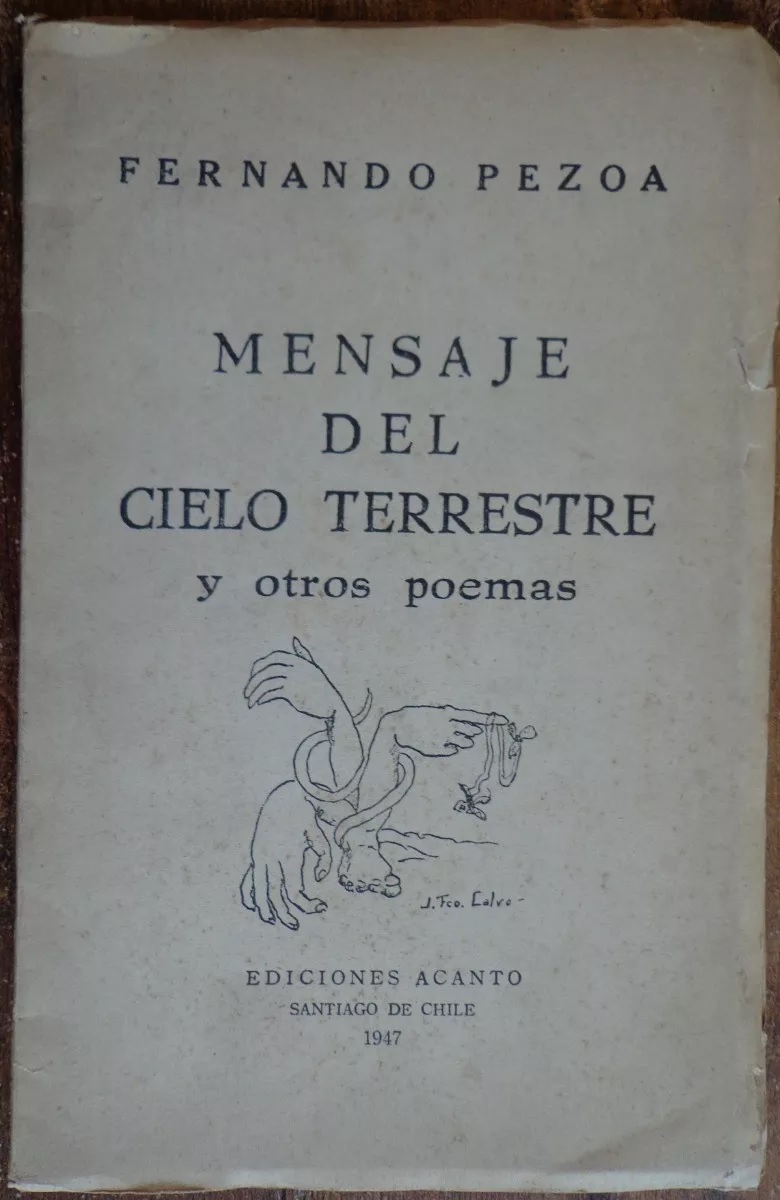 FERNANDO PEZOA
MENSAJE
DEL
CIELO TERRESTRE
y otros poemas
J. Fco. Calvo -
EDICIONES ACANTO
SANTIAGO DE CHILE
1947